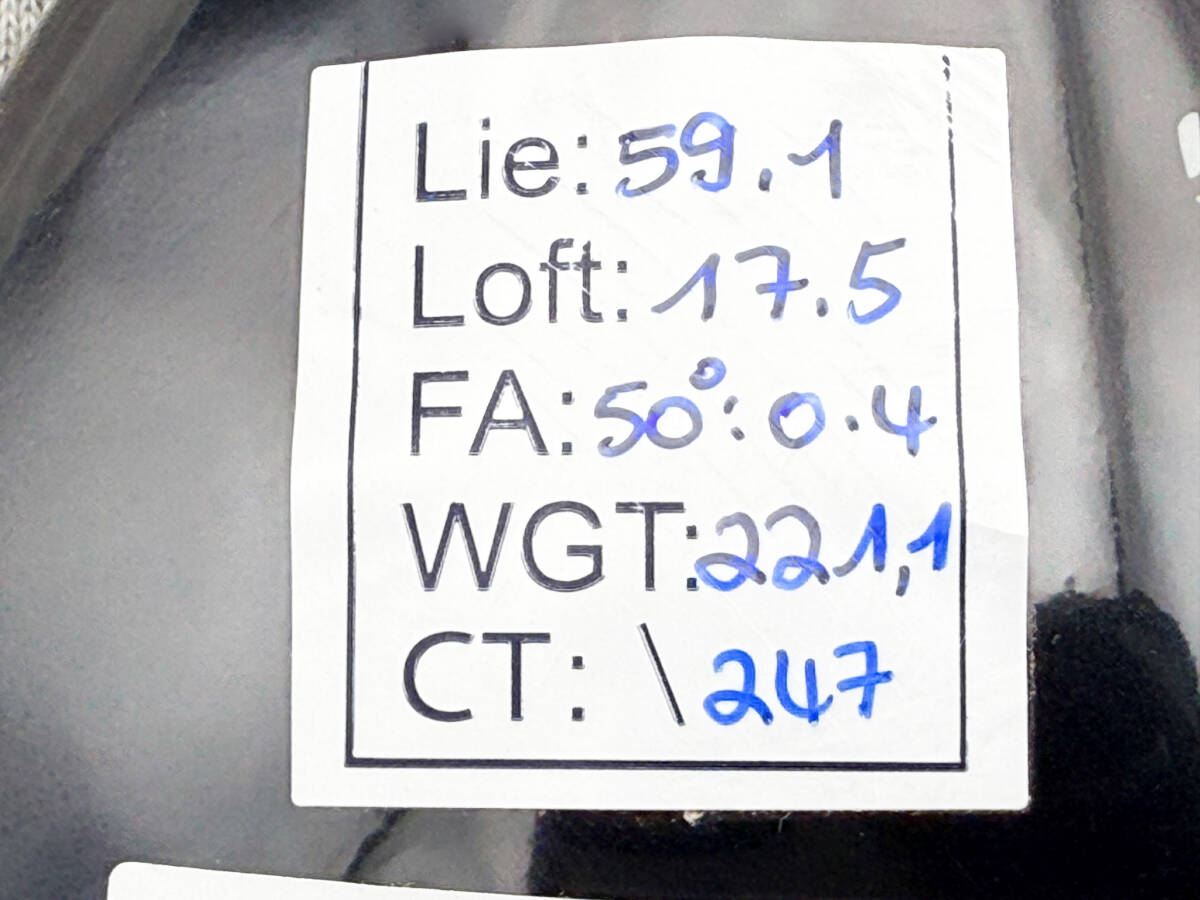 Lie: 59.1
Loft: 17.5
FA: 50°: 0.4
WGT: 221,1
CT: \ 247